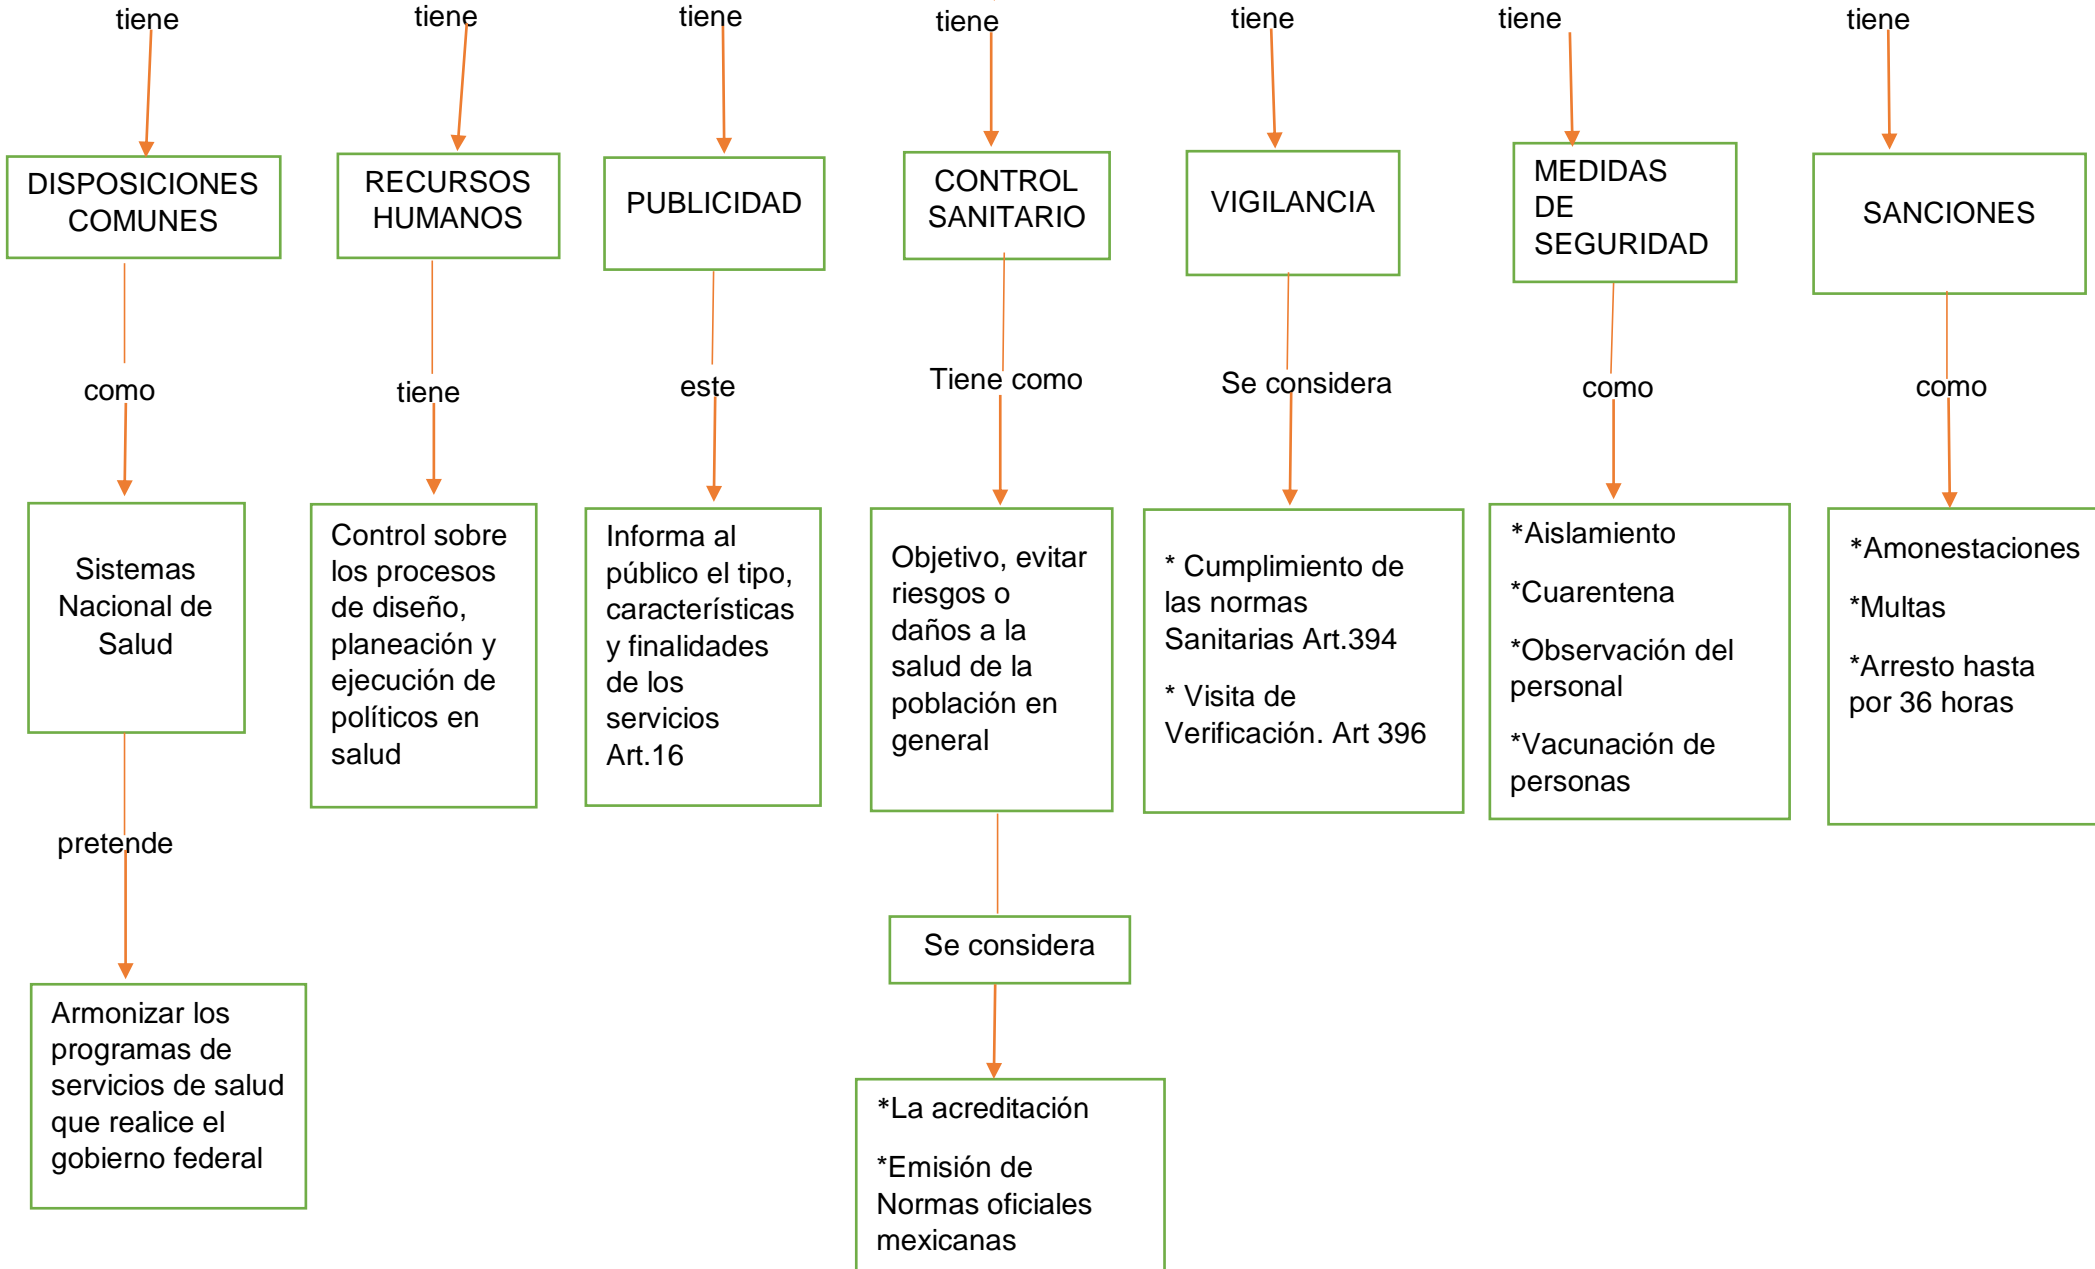 tiene
tiene
tiene
tiene
tiene
tiene
tiene
DISPOSICIONES
COMUNES
RECURSOS
HUMANOS
PUBLICIDAD
CONTROL
SANITARIO
VIGILANCIA
MEDIDAS
DE
SEGURIDAD
SANCIONES
como
tiene
este
Tiene como
Se considera
como
como
Sistemas
Nacional de
Salud
Control sobre
los procesos
de diseño,
planeación y
ejecución de
políticos en
salud
Informa al
público el tipo,
características
y finalidades
de los
servicios
Art.16
Objetivo, evitar
riesgos o
daños a la
salud de la
población en
general
* Cumplimiento de
las normas
Sanitarias Art.394
* Visita de
Verificación. Art 396
*Aislamiento
*Cuarentena
*Observación del
personal
*Vacunación de
personas
*Amonestaciones
*Multas
*Arresto hasta
por 36 horas
pretende
Se considera
Armonizar los
programas de
servicios de salud
que realice el
gobierno federal
*La acreditación
*Emisión de
Normas oficiales
mexicanas